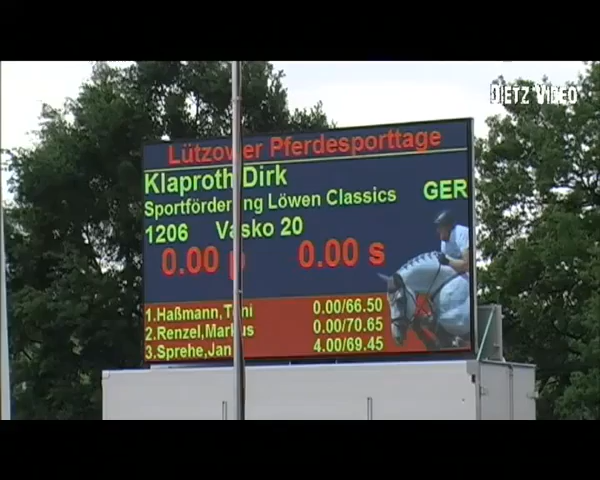 DIETZ VIDEO
Lützower Pferdesporttage
Klaproth Dirk
Sportförderung Löwen Classics GER
1206 Vasko 20
0.00 p 0.00 s
1.Haßmann,Toni 0.00/66.50
2.Renzel,Markus 0.00/70.65
3.Sprehe,Jan 4.00/69.45